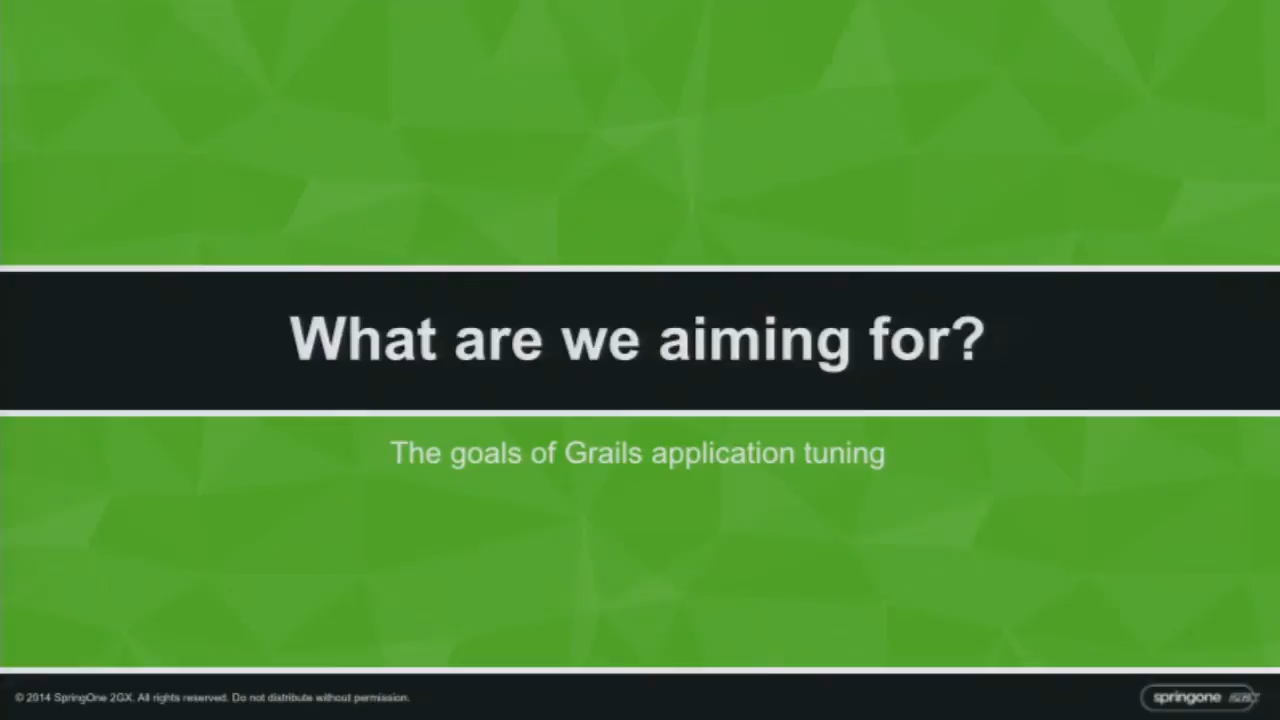 What are we aiming for?
The goals of Grails application tuning
© 2014 SpringOne 2GX. All rights reserved. Do not distribute without permission.
springone